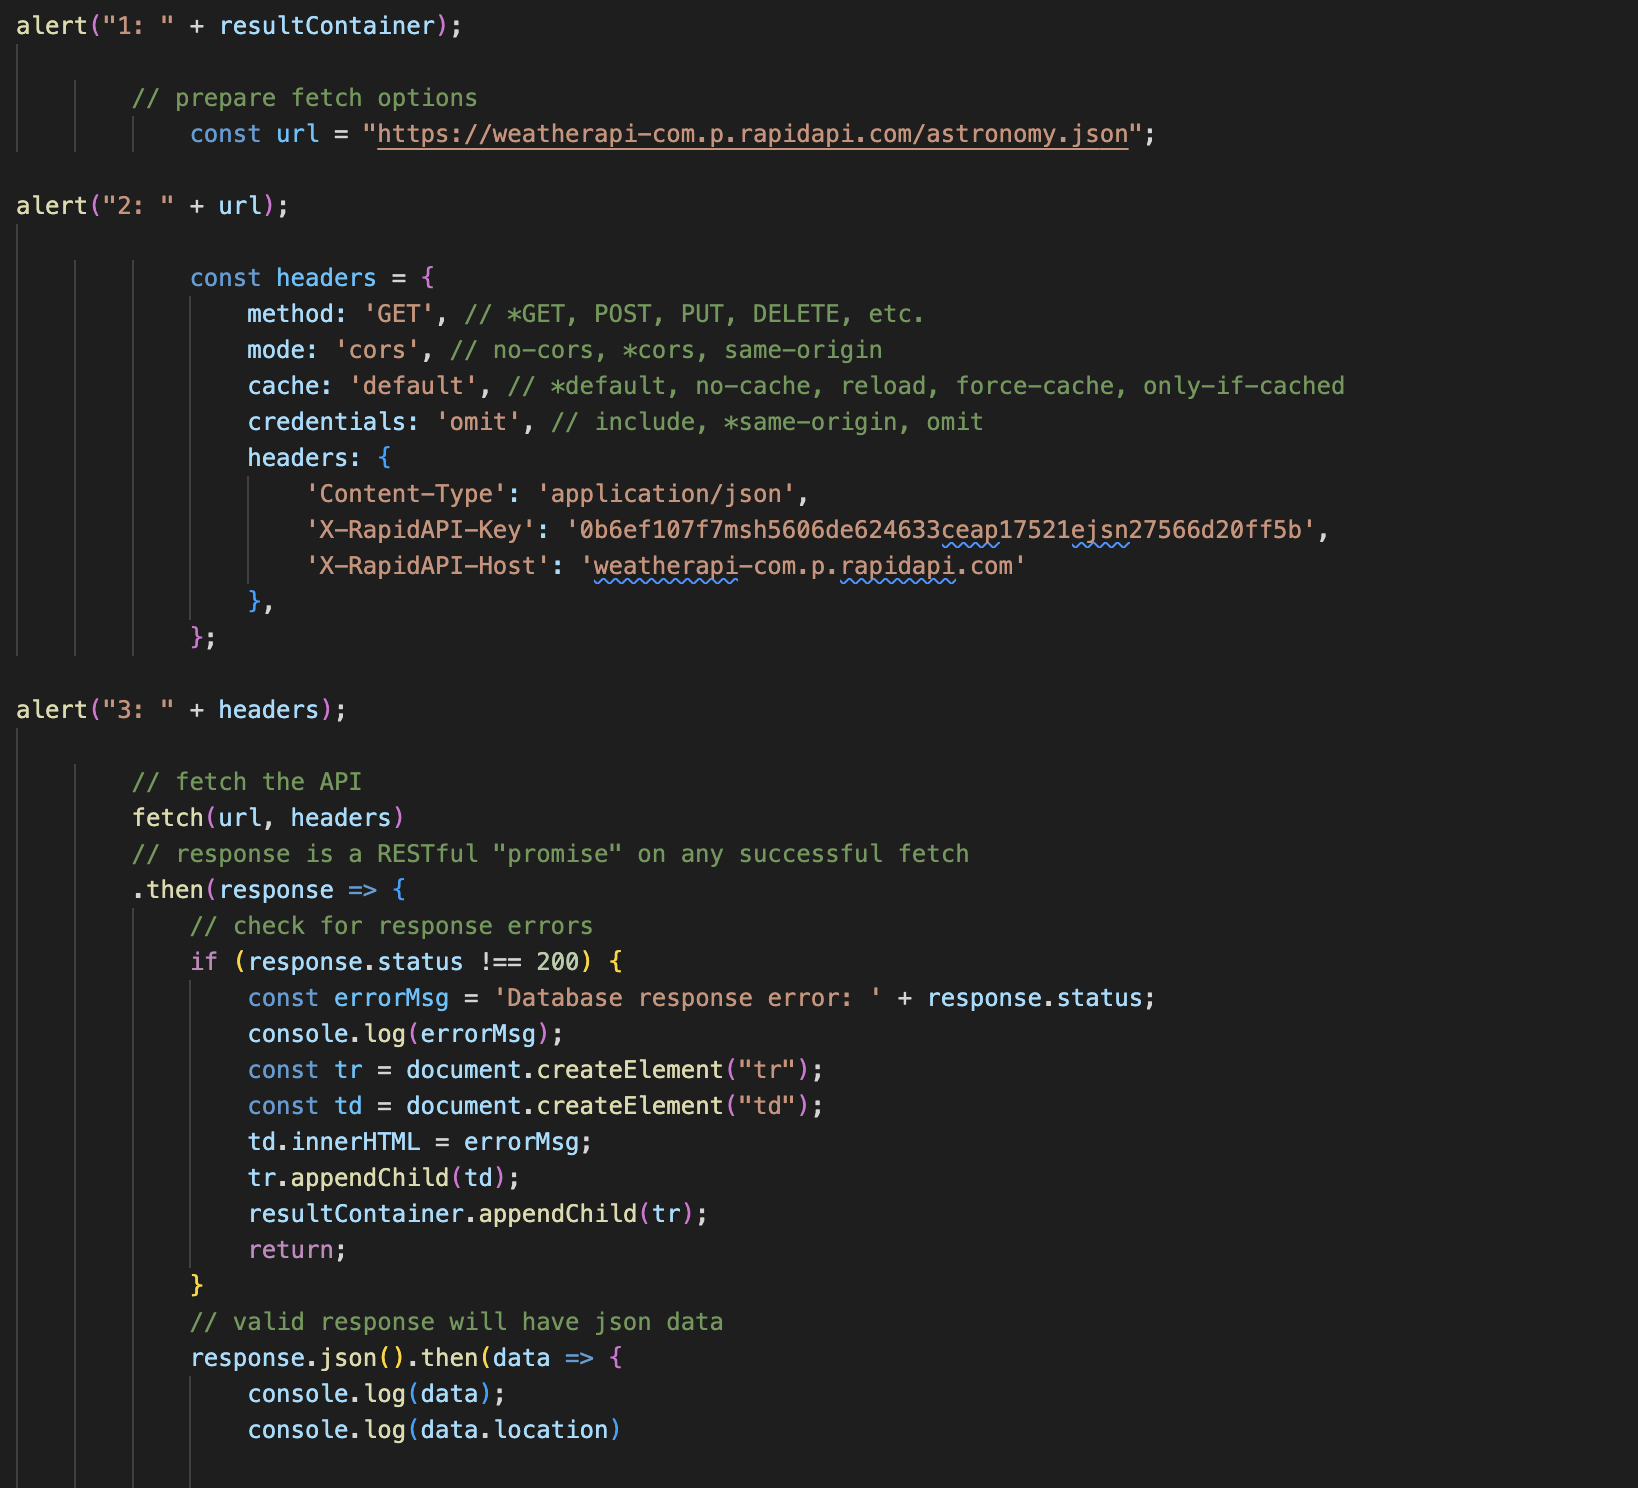 alert("1: " + resultContainer);
// prepare fetch options
const url = "https://weatherapi-com.p.rapidapi.com/astronomy.json";
alert("2: " + url);
const headers = {
method: 'GET', // *GET, POST, PUT, DELETE, etc.
mode: 'cors', // no-cors, *cors, same-origin
cache: 'default', // *default, no-cache, reload, force-cache, only-if-cached
credentials: 'omit', // include, *same-origin, omit
headers: {
'Content-Type': 'application/json',
'X-RapidAPI-Key': '0b6ef107f7msh5606de624633ceap17521ejsn27566d20ff5b',
'X-RapidAPI-Host': 'weatherapi-com.p.rapidapi.com'
},
};
alert("3: " + headers);
// fetch the API
fetch(url, headers)
// response is a RESTful "promise" on any successful fetch
.then(response => {
// check for response errors
if (response.status !== 200) {
const errorMsg = 'Database response error: ' + response.status;
console.log(errorMsg);
const tr = document.createElement("tr");
const td = document.createElement("td");
td.innerHTML = errorMsg;
tr.appendChild(td);
resultContainer.appendChild(tr);
return;
}
// valid response will have json data
response.json().then(data => {
console.log(data);
console.log(data.location)